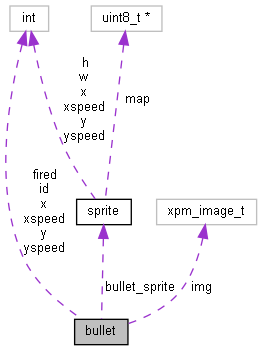 int
uint8_t *
h
w
x
xspeed
y
yspeed
map
fired
id
x
xspeed
y
yspeed
sprite
xpm_image_t
bullet_sprite
img
bullet